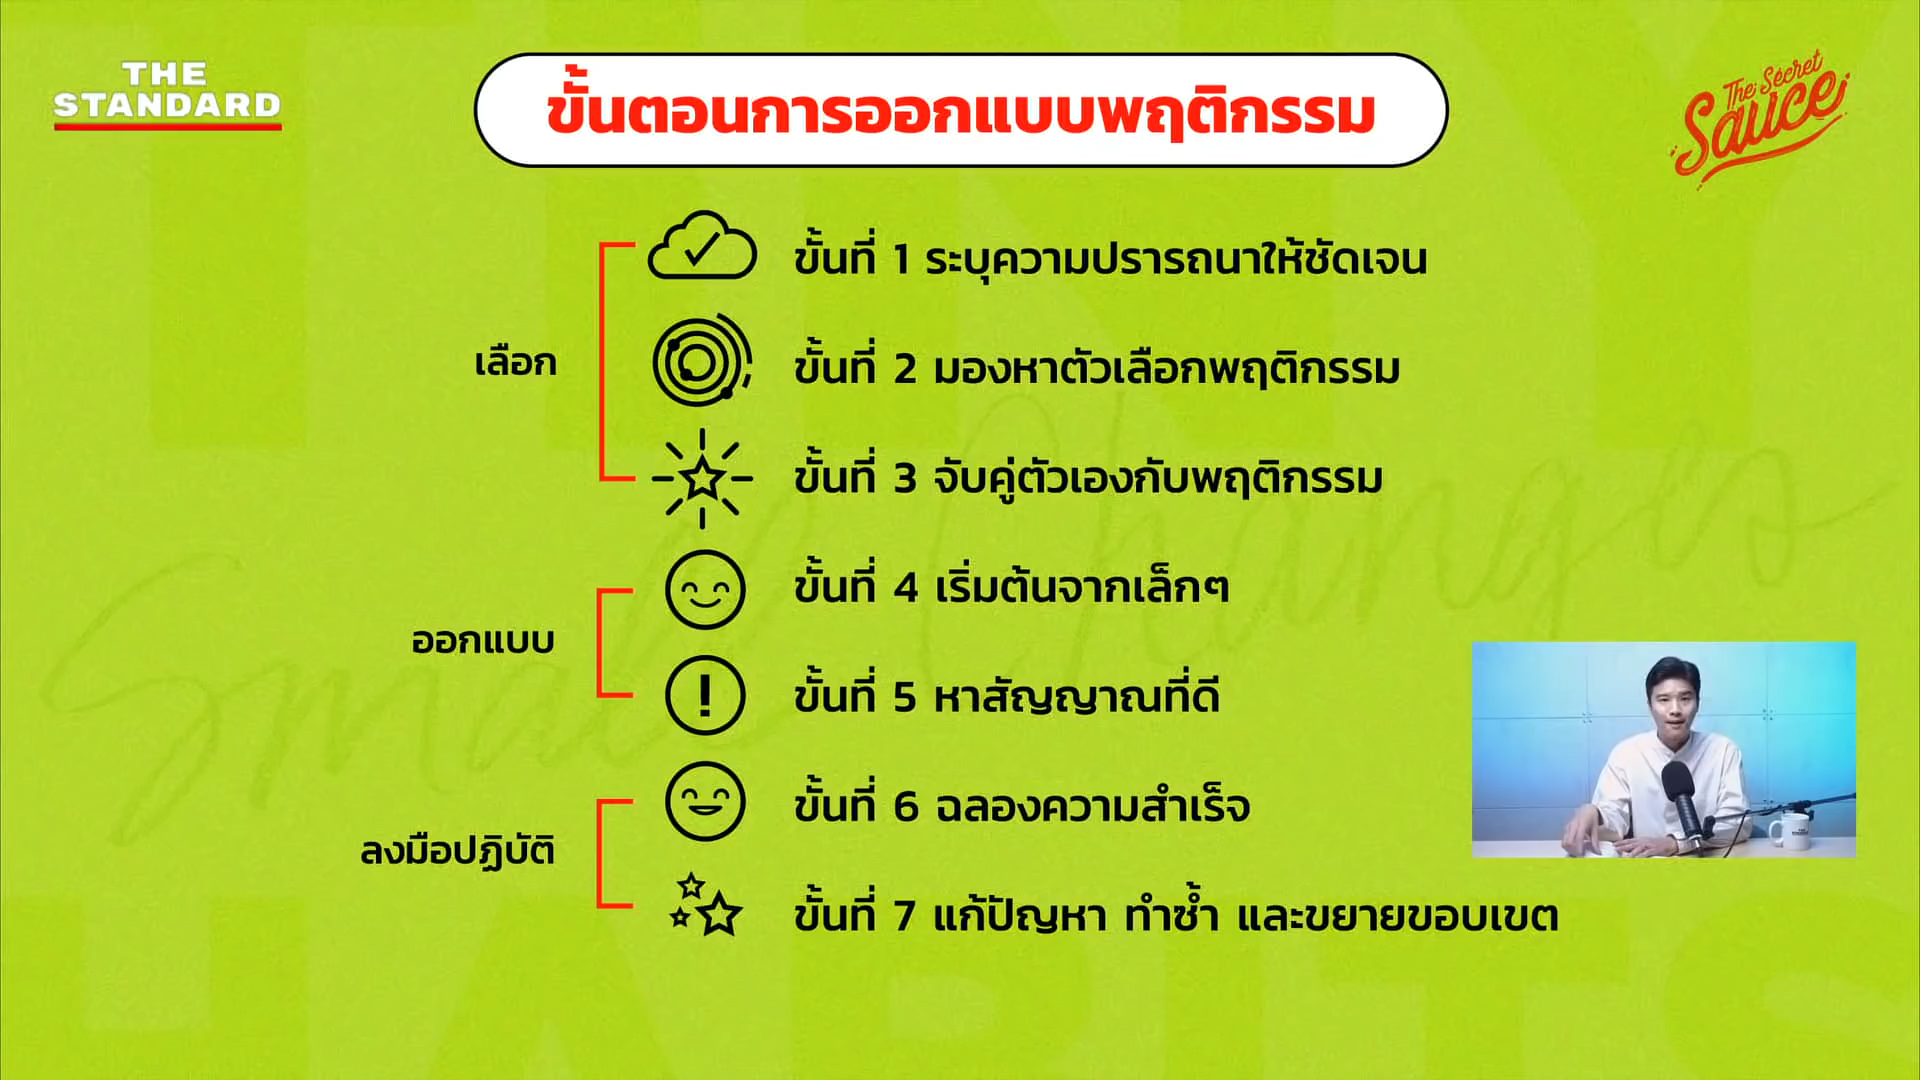 THE
STANDARD
ขั้นตอนการออกแบบพฤติกรรม
The Secret
Sauce
เลือก
ขั้นที่ 1 ระบุความปรารถนาให้ชัดเจน
ขั้นที่ 2 มองหาตัวเลือกพฤติกรรม
ขั้นที่ 3 จับคู่ตัวเองกับพฤติกรรม
ออกแบบ
ขั้นที่ 4 เริ่มต้นจากเล็กๆ
ขั้นที่ 5 หาสัญญาณที่ดี
ลงมือปฏิบัติ
ขั้นที่ 6 ฉลองความสำเร็จ
ขั้นที่ 7 แก้ปัญหา ทำซ้ำ และขยายขอบเขต
TINY
Small Changes
HABITS